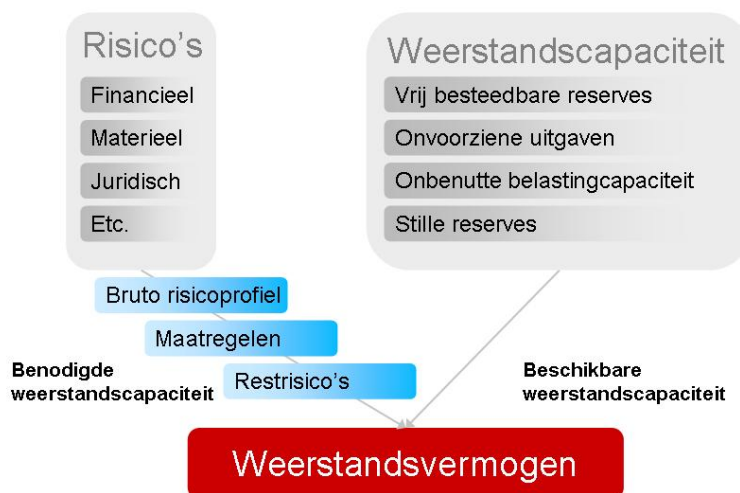 Risico's
Financieel
Materieel
Juridisch
Etc.
Weerstandscapaciteit
Vrij besteedbare reserves
Onvoorziene uitgaven
Onbenutte belastingcapaciteit
Stille reserves
Bruto risicoprofiel
Maatregelen
Restrisico's
Benodigde
weerstandscapaciteit
Beschikbare
weerstandscapaciteit
Weerstandsvermogen